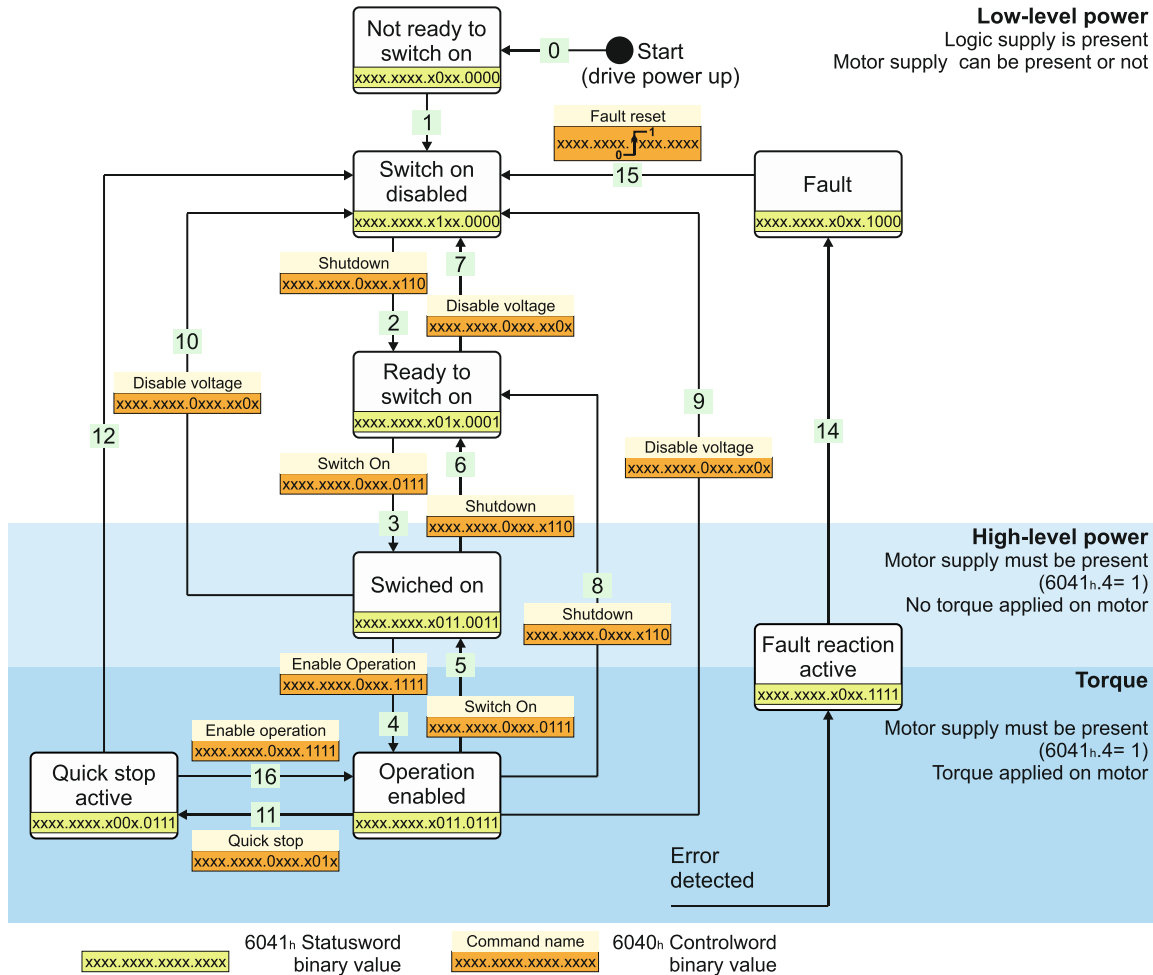 Low-level power
Logic supply is present
Motor supply can be present or not
Not ready to
switch on
xxxx.xxxx.x0xx.0000
0
Start
(drive power up)
1
Fault reset
xxxx.xxxx.xxx.xxxx
0
1
15
Switch on
disabled
xxxx.xxxx.x1xx.0000
Fault
xxxx.xxxx.x0xx.1000
Shutdown
xxxx.xxxx.0xxx.x110
7
2
Disable voltage
xxxx.xxxx.0xxx.xx0x
10
Disable voltage
xxxx.xxxx.0xxx.xx0x
Ready to
switch on
xxxx.xxxx.x01x.0001
12
9
14
Switch On
xxxx.xxxx.0xxx.0111
6
Disable voltage
xxxx.xxxx.0xxx.xx0x
3
Shutdown
xxxx.xxxx.0xxx.x110
High-level power
Motor supply must be present
(6041h.4= 1)
No torque applied on motor
Swiched on
xxxx.xxxx.x011.0011
8
Shutdown
xxxx.xxxx.0xxx.x110
Fault reaction
active
xxxx.xxxx.x0xx.1111
Enable Operation
xxxx.xxxx.0xxx.1111
5
4
Switch On
xxxx.xxxx.0xxx.0111
Torque
Motor supply must be present
(6041h.4= 1)
Torque applied on motor
Enable operation
xxxx.xxxx.0xxx.1111
16
Quick stop
active
xxxx.xxxx.x00x.0111
Operation
enabled
xxxx.xxxx.x011.0111
11
Quick stop
xxxx.xxxx.0xxx.x01x
Error
detected
xxxx.xxxx.xxxx.xxxx
6041h Statusword
binary value
Command name
xxxx.xxxx.xxxx.xxxx
6040h Controlword
binary value